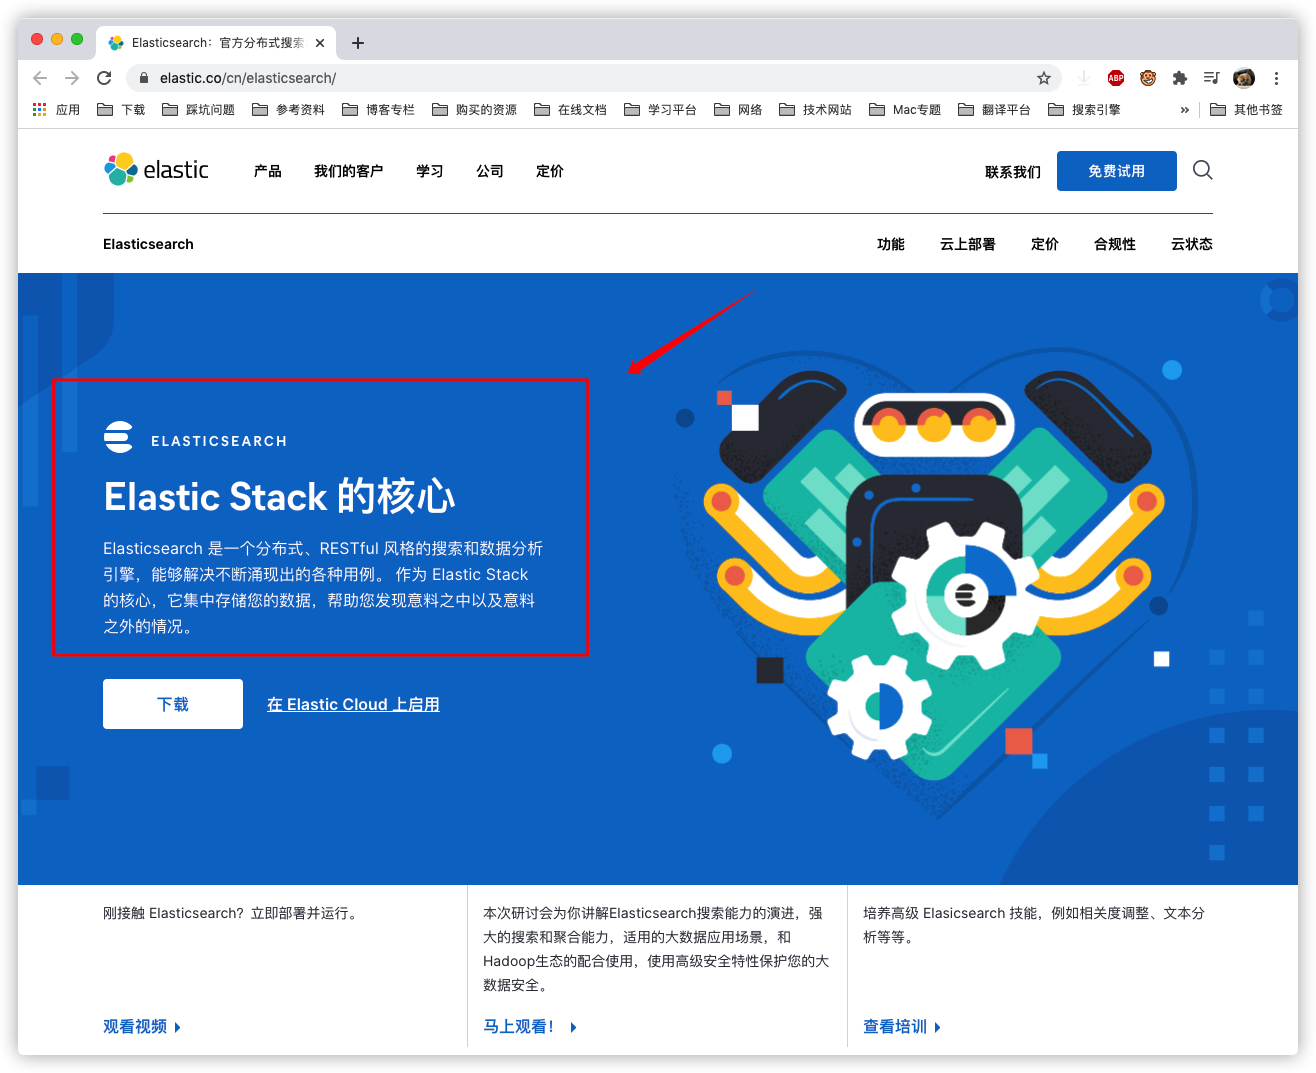 Elasticsearch：官方分布式搜索
elastic.co/cn/elasticsearch/
ABP
应用 下载 踩坑问题 参考资料 博客专栏 购买的资源 在线文档 学习平台 网络 技术网站 Mac专题 翻译平台 搜索引擎 » 其他书签
elastic 产品 我们的客户 学习 公司 定价 联系我们 免费试用
Elasticsearch 功能 云上部署 定价 合规性 云状态
ELASTICSEARCH
Elastic Stack 的核心
Elasticsearch 是一个分布式、RESTful 风格的搜索和数据分析
引擎，能够解决不断涌现出的各种用例。 作为 Elastic Stack
的核心，它集中存储您的数据，帮助您发现意料之中以及意料
之外的情况。
下载 在 Elastic Cloud 上启用
刚接触 Elasticsearch？立即部署并运行。
观看视频
本次研讨会为你讲解Elasticsearch搜索能力的演进，强
大的搜索和聚合能力，适用的大数据应用场景，和
Hadoop生态的配合使用，使用高级安全特性保护您的大
数据安全。
马上观看！
培养高级 Elasicsearch 技能，例如相关度调整、文本分
析等等。
查看培训